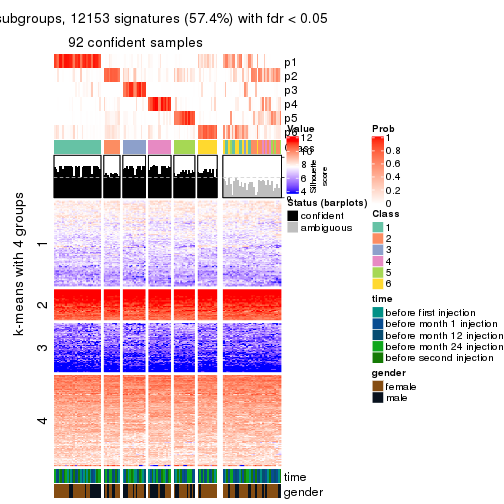 subgroups, 12153 signatures (57.4%) with fdr < 0.05
92 confident samples
p1
p2
p3
p4
p5
p6
Class
k-means with 4 groups
1
2
3
4
Silhouette
score
time
gender
Value
12
10
8
6
4
Status (barplots)
confident
ambiguous
Prob
1
0.8
0.6
0.4
0.2
0
Class
1
2
3
4
5
6
time
before first injection
before month 1 injection
before month 12 injection
before month 24 injection
before second injection
gender
female
male